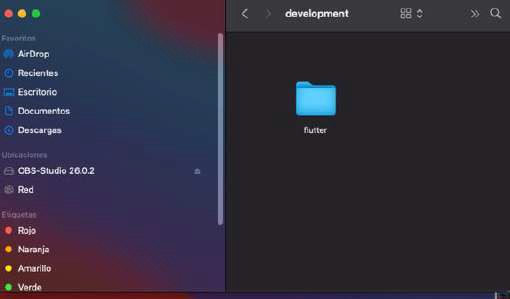 development
Favoritos
AirDrop
Recientes
Escritorio
Documentos
Descargas
Ubicaciones
OBS-Studio 26.0.2
Red
Etiquetas
Rojo
Naranja
Amarillo
Verde
flutter